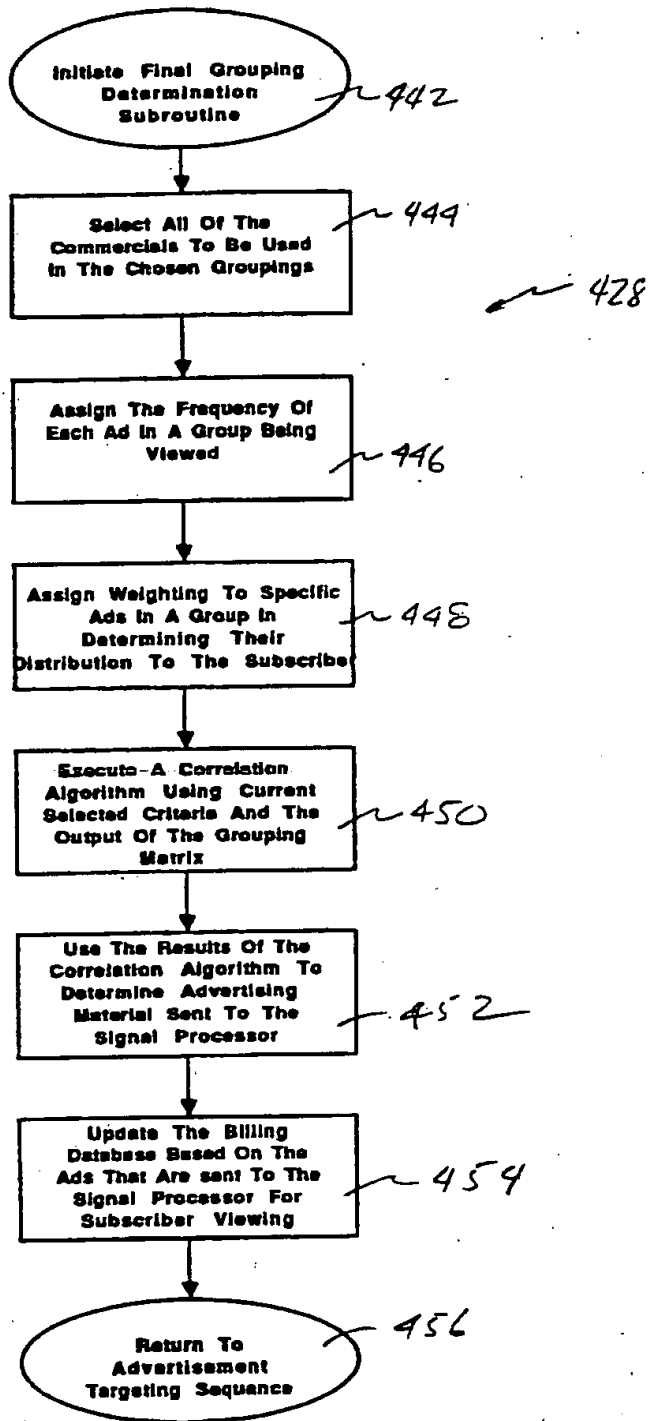 Initiate Final Grouping
Determination
Subroutine
442
Select All Of The
Commercials To Be Used
In The Chosen Groupings
444
428
Assign The Frequency Of
Each Ad In A Group Being
Viewed
446
Assign Weighting To Specific
Ads In A Group In
Determining Their
Distribution To The Subscribe
448
Execute A Correlation
Algorithm Using Current
Selected Criteria And The
Output Of The Grouping
Matrix
450
Use The Results Of The
Correlation Algorithm To
Determine Advertising
Material Sent To The
Signal Processor
452
Update The Billing
Database Based On The
Ads That Are sent To The
Signal Processor For
Subscriber Viewing
454
Return To
Advertisement
Targeting Sequence
456